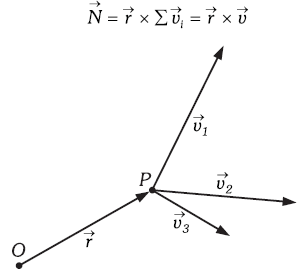 N⃗ = r⃗ × ∑ v⃗ᵢ = r⃗ × v⃗
v⃗₁
P
v⃗₂
v⃗₃
O
r⃗